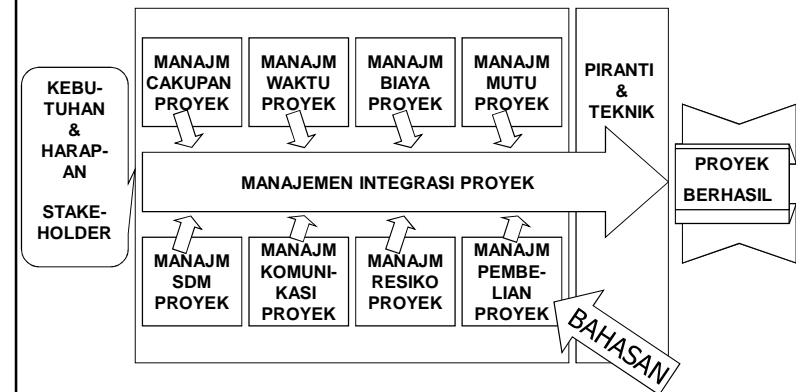 KEBU-
TUHAN
&
HARAP-
AN
STAKE-
HOLDER
MANAJM
CAKUPAN
PROYEK
MANAJM
WAKTU
PROYEK
MANAJM
BIAYA
PROYEK
MANAJM
MUTU
PROYEK
PIRANTI
&
TEKNIK
MANAJEMEN INTEGRASI PROYEK
PROYEK
BERHASIL
MANAJM
SDM
PROYEK
MANAJM
KOMUNI-
KASI
PROYEK
MANAJM
RESIKO
PROYEK
MANAJM
PEMBE-
LIAN
PROYEK
BAHASAN